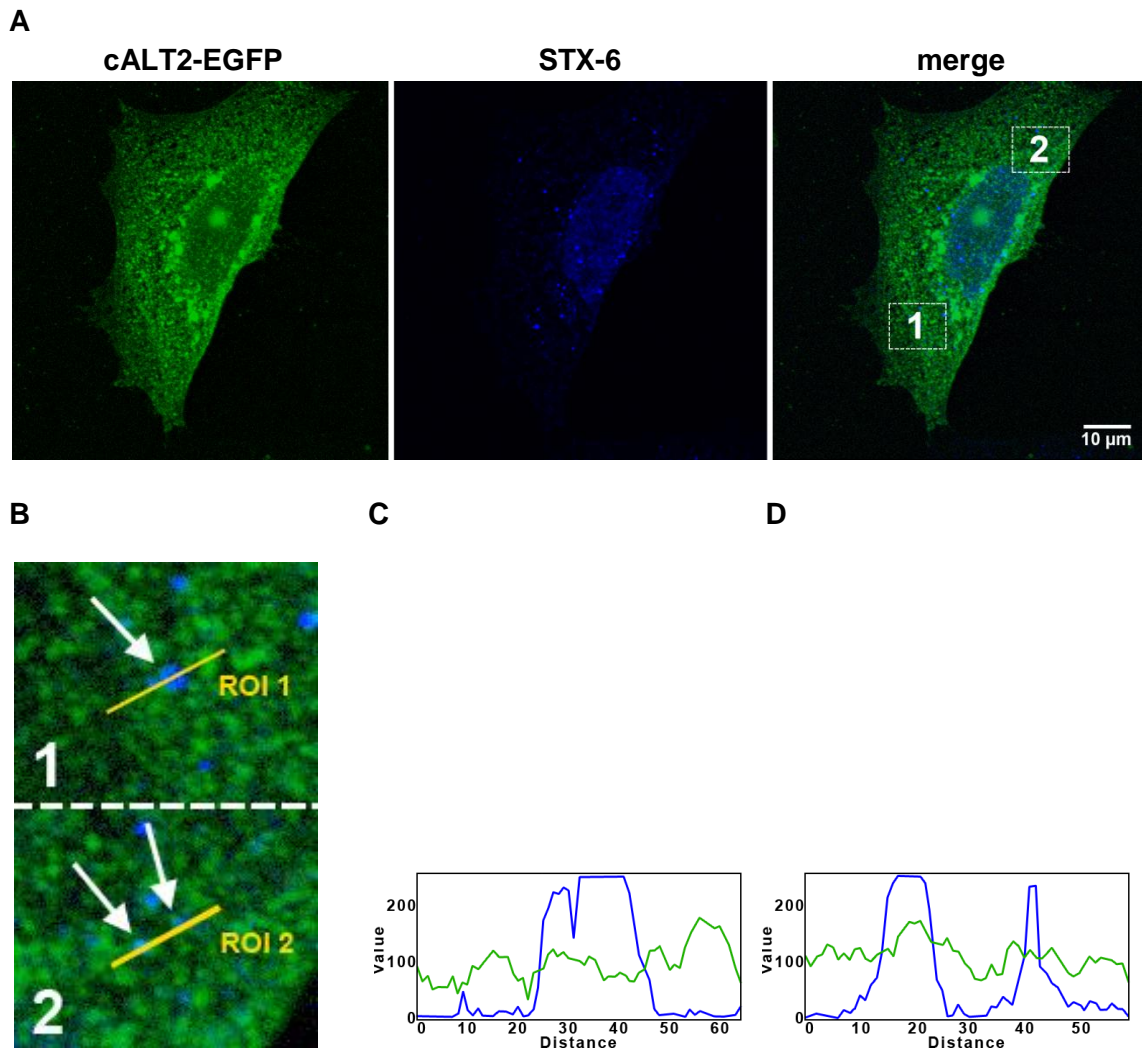 A
cALT2-EGFP STX-6 merge
2
1
10 µm
B C D
ROI 1
1
ROI 2
2
value
200
100
0
0 10 20 30 40 50 60
Distance
value
200
100
0
0 10 20 30 40 50
Distance